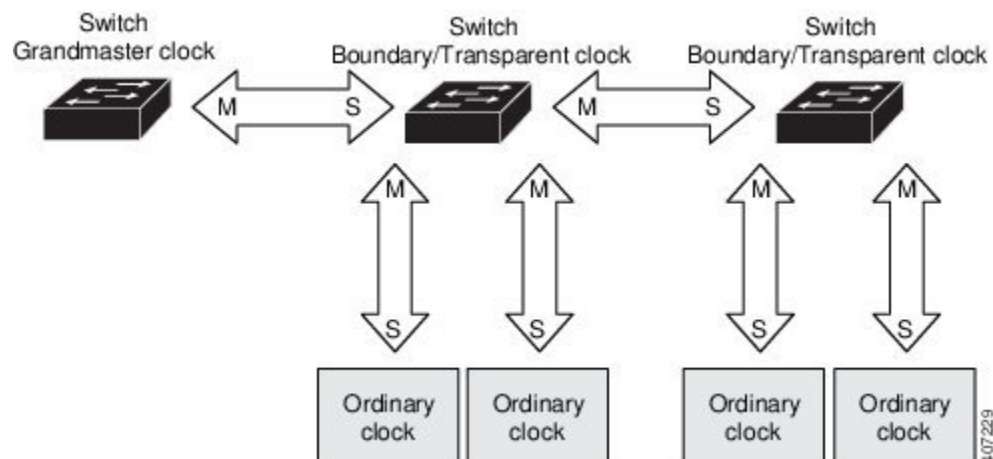 Switch
Grandmaster clock
Switch
Boundary/Transparent clock
Switch
Boundary/Transparent clock
M S
M S
M
M
M
M
S
S
S
S
Ordinary
clock
Ordinary
clock
Ordinary
clock
Ordinary
clock
407229